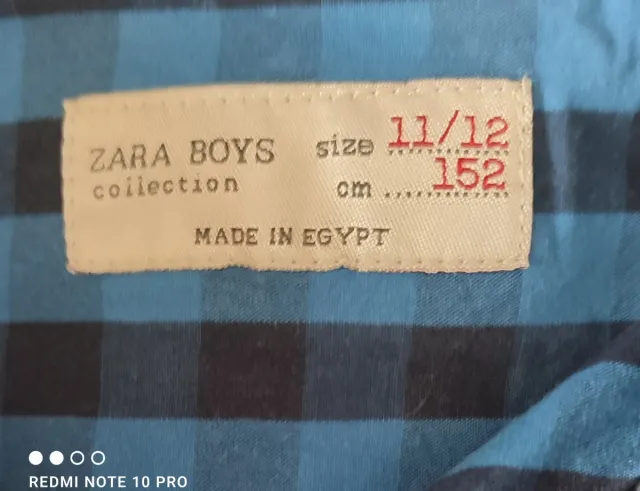 ZARA BOYS
collection
size 11/12
cm 152
MADE IN EGYPT
REDMI NOTE 10 PRO